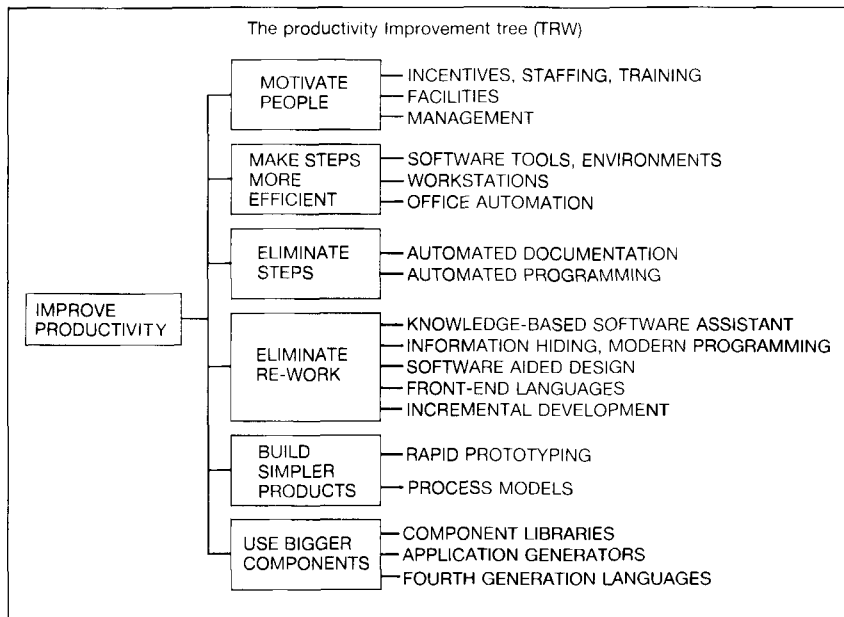 The productivity Improvement tree (TRW)
MOTIVATE
PEOPLE
INCENTIVES, STAFFING, TRAINING
FACILITIES
MANAGEMENT
MAKE STEPS
MORE
EFFICIENT
SOFTWARE TOOLS, ENVIRONMENTS
WORKSTATIONS
OFFICE AUTOMATION
ELIMINATE
STEPS
AUTOMATED DOCUMENTATION
AUTOMATED PROGRAMMING
IMPROVE
PRODUCTIVITY
ELIMINATE
RE-WORK
KNOWLEDGE-BASED SOFTWARE ASSISTANT
INFORMATION HIDING, MODERN PROGRAMMING
SOFTWARE AIDED DESIGN
FRONT-END LANGUAGES
INCREMENTAL DEVELOPMENT
BUILD
SIMPLER
PRODUCTS
RAPID PROTOTYPING
PROCESS MODELS
USE BIGGER
COMPONENTS
COMPONENT LIBRARIES
APPLICATION GENERATORS
FOURTH GENERATION LANGUAGES